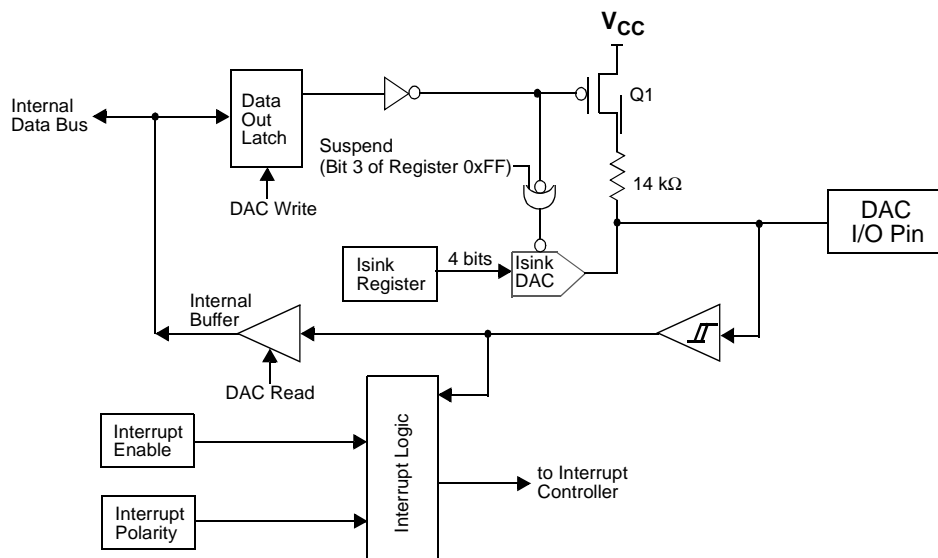 V_CC
Internal
Data Bus
Data
Out
Latch
Q1
Suspend
(Bit 3 of Register 0xFF)
14 kΩ
DAC Write
DAC
I/O Pin
Isink
Register
4 bits
Isink
DAC
Internal
Buffer
DAC Read
Interrupt
Enable
Interrupt Logic
to Interrupt
Controller
Interrupt
Polarity